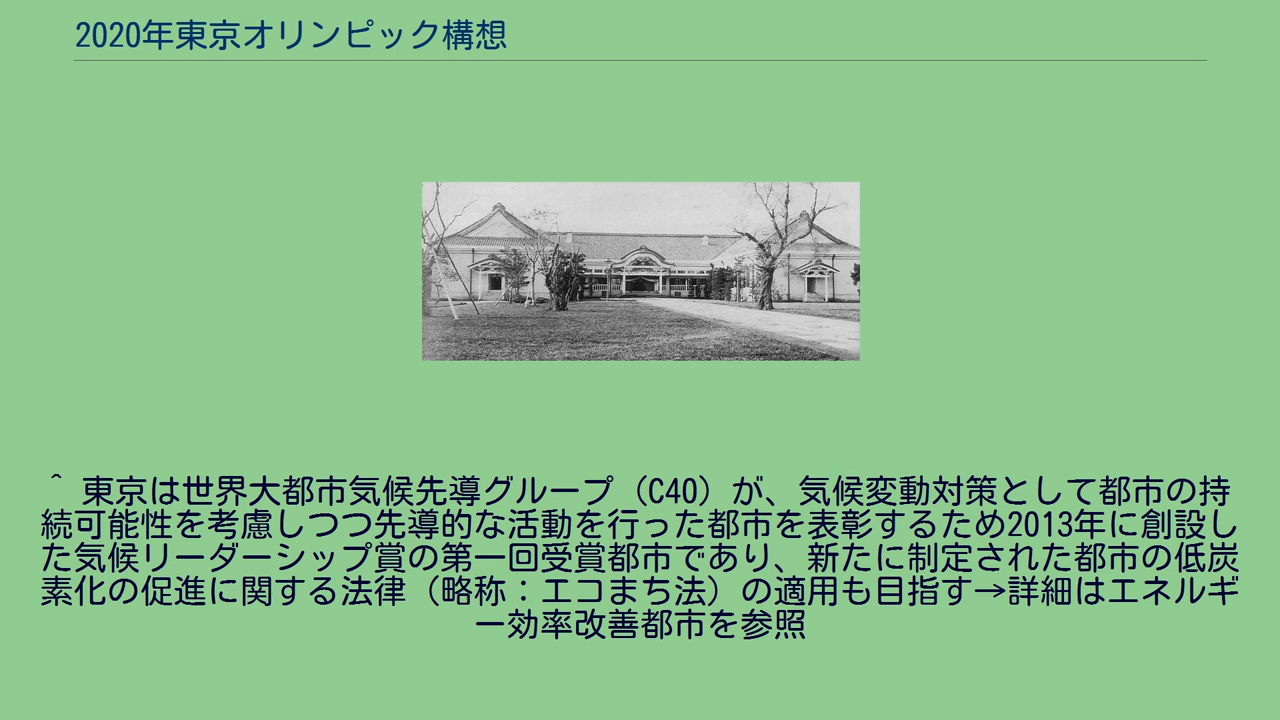 2020年東京オリンピック構想
^ 東京は世界大都市気候先導グループ（C40）が、気候変動対策として都市の持
続可能性を考慮しつつ先導的な活動を行った都市を表彰するため2013年に創設し
た気候リーダーシップ賞の第一回受賞都市であり、新たに制定された都市の低炭
素化の促進に関する法律（略称：エコまち法）の適用も目指す→詳細はエネルギ
ー効率改善都市を参照